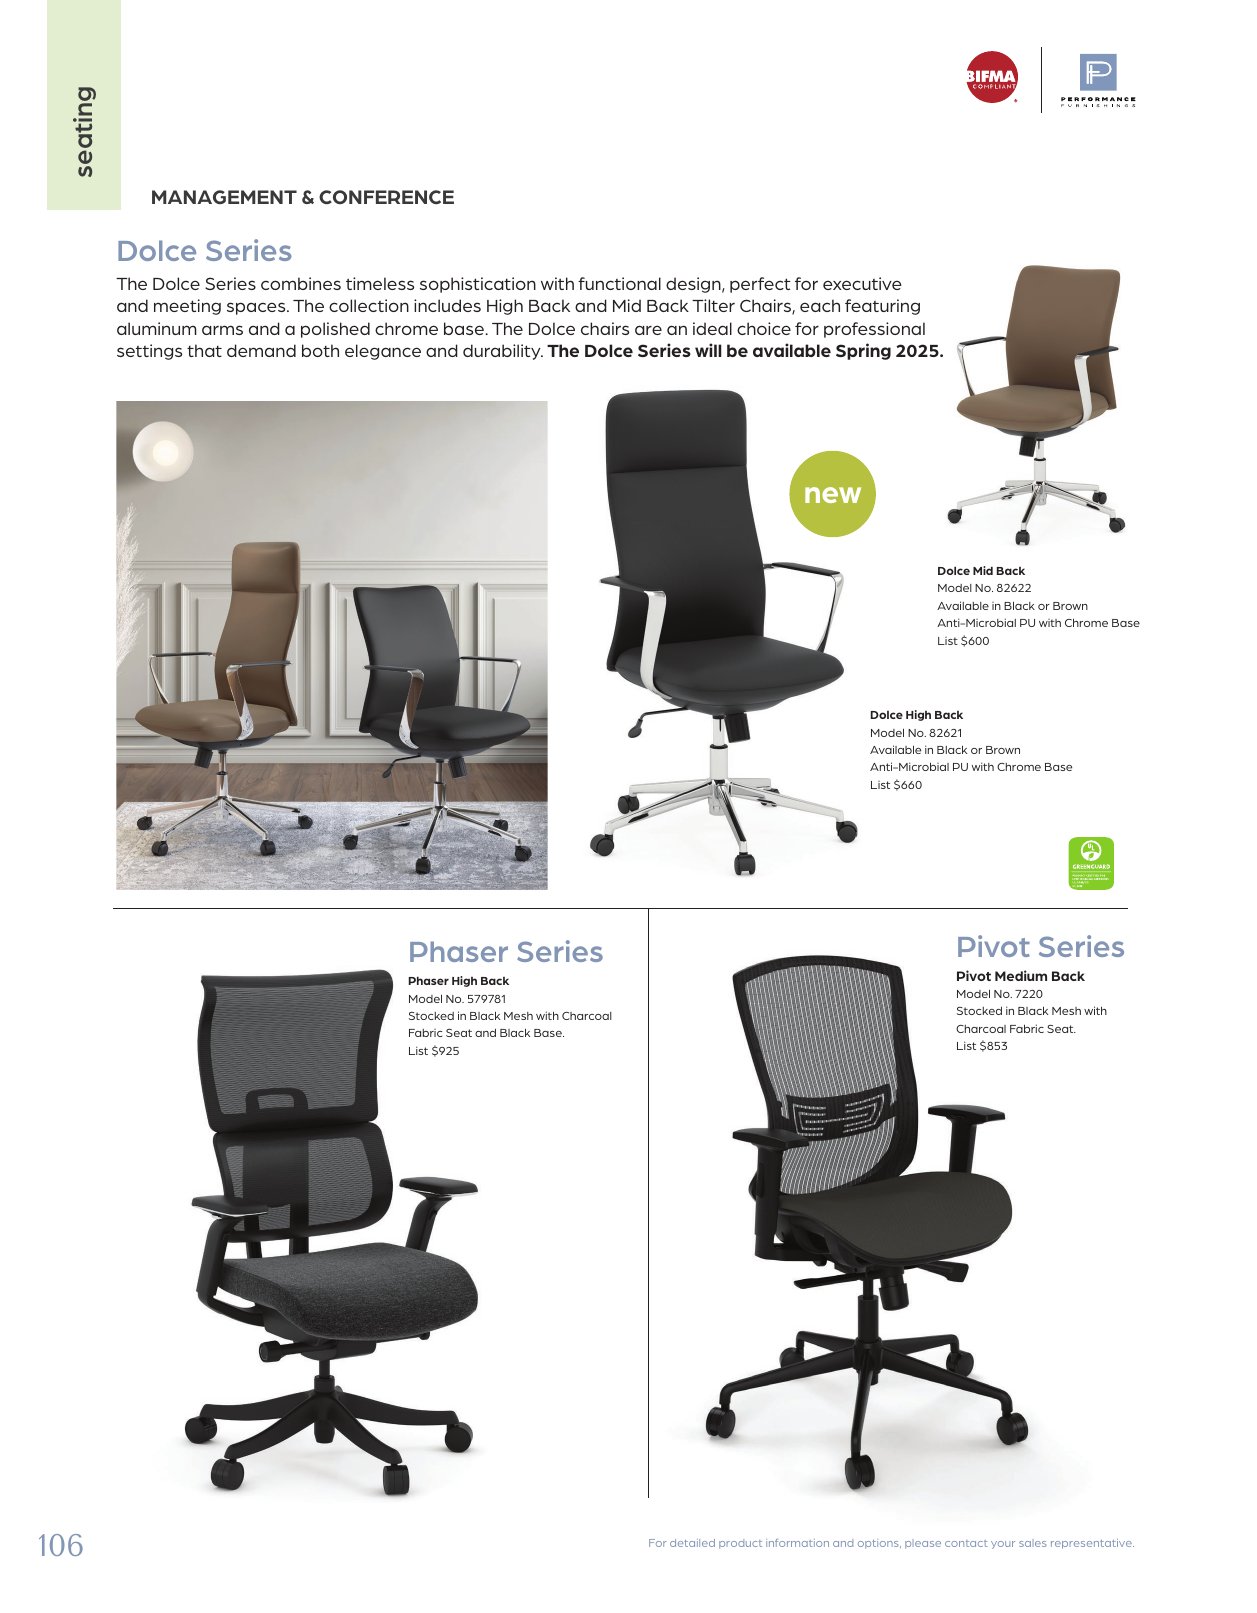 seating
BIFMA
COMPLIANT
PERFORMANCE
FURNISHINGS
MANAGEMENT & CONFERENCE
Dolce Series
The Dolce Series combines timeless sophistication with functional design, perfect for executive
and meeting spaces. The collection includes High Back and Mid Back Tilter Chairs, each featuring
aluminum arms and a polished chrome base. The Dolce chairs are an ideal choice for professional
settings that demand both elegance and durability. The Dolce Series will be available Spring 2025.
new
Dolce Mid Back
Model No. 82622
Available in Black or Brown
Anti-Microbial PU with Chrome Base
List $600
Dolce High Back
Model No. 82621
Available in Black or Brown
Anti-Microbial PU with Chrome Base
List $660
GREENGUARD
Phaser Series
Phaser High Back
Model No. 579781
Stocked in Black Mesh with Charcoal
Fabric Seat and Black Base.
List $925
Pivot Series
Pivot Medium Back
Model No. 7220
Stocked in Black Mesh with
Charcoal Fabric Seat.
List $853
106
For detailed product information and options, please contact your sales representative.